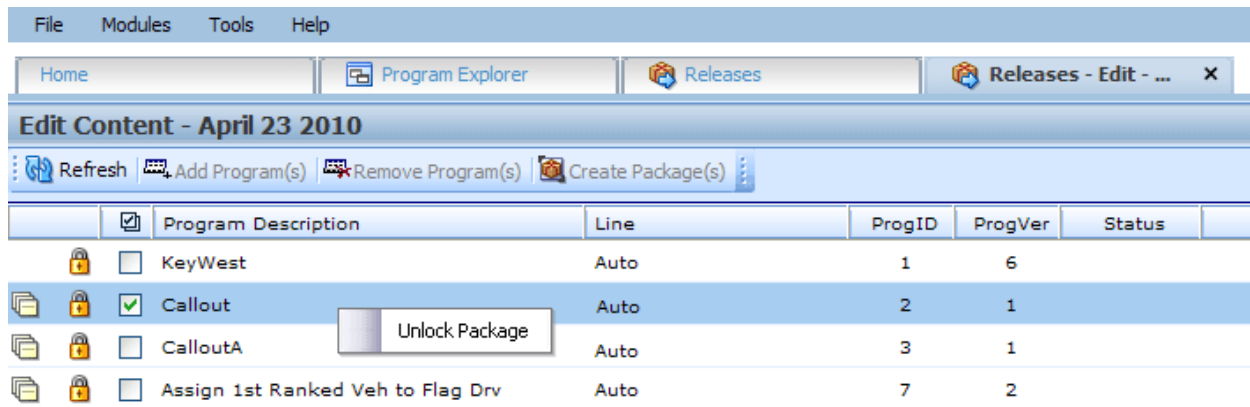 File Modules Tools Help
Home Program Explorer Releases Releases - Edit - ... ×
Edit Content - April 23 2010
Refresh Add Program(s) Remove Program(s) Create Package(s)
Program Description Line ProgID ProgVer Status
KeyWest Auto 1 6
Callout Auto 2 1
Unlock Package
CalloutA Auto 3 1
Assign 1st Ranked Veh to Flag Drv Auto 7 2